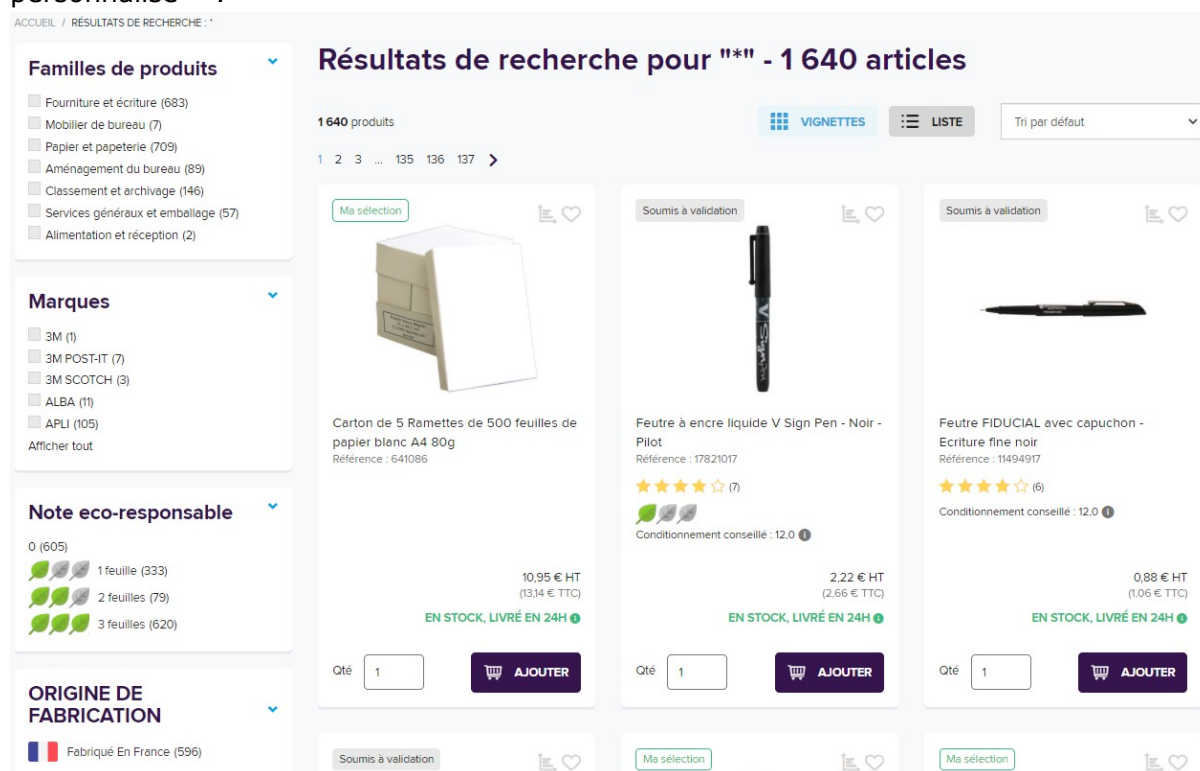 ACCUEIL / RÉSULTATS DE RECHERCHE : *
Familles de produits
Fourniture et écriture (683)
Mobilier de bureau (7)
Papier et papeterie (709)
Aménagement du bureau (89)
Classement et archivage (146)
Services généraux et emballage (57)
Alimentation et réception (2)
Marques
3M (1)
3M POST-IT (7)
3M SCOTCH (3)
ALBA (11)
APLI (105)
Afficher tout
Note eco-responsable
0 (605)
1 feuille (333)
2 feuilles (79)
3 feuilles (620)
ORIGINE DE
FABRICATION
Fabriqué En France (596)
Résultats de recherche pour "*" - 1 640 articles
1 640 produits
VIGNETTES
LISTE
Tri par défaut
1 2 3 ... 135 136 137
Ma sélection
Carton de 5 Ramettes de 500 feuilles de
papier blanc A4 80g
Référence : 641086
10,95 € HT
(13,14 € TTC)
EN STOCK, LIVRÉ EN 24H
Qté 1 AJOUTER
Soumis à validation
V Sign pen
Feutre à encre liquide V Sign Pen - Noir -
Pilot
Référence : 17821017
(7)
Conditionnement conseillé : 12,0
2,22 € HT
(2,66 € TTC)
EN STOCK, LIVRÉ EN 24H
Qté 1 AJOUTER
Soumis à validation
Feutre FIDUCIAL avec capuchon -
Ecriture fine noir
Référence : 11494917
(6)
Conditionnement conseillé : 12,0
0,88 € HT
(1,06 € TTC)
EN STOCK, LIVRÉ EN 24H
Qté 1 AJOUTER
Soumis à validation
Ma sélection
Ma sélection